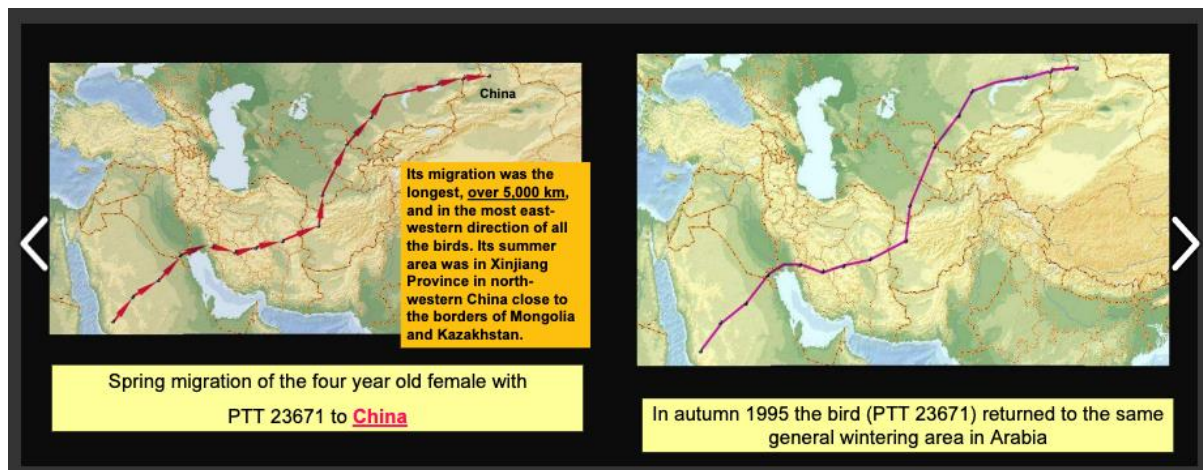 China
Its migration was the
longest, over 5,000 km,
and in the most east-
western direction of all
the birds. Its summer
area was in Xinjiang
Province in north-
western China close to
the borders of Mongolia
and Kazakhstan.
Spring migration of the four year old female with
PTT 23671 to China
In autumn 1995 the bird (PTT 23671) returned to the same
general wintering area in Arabia